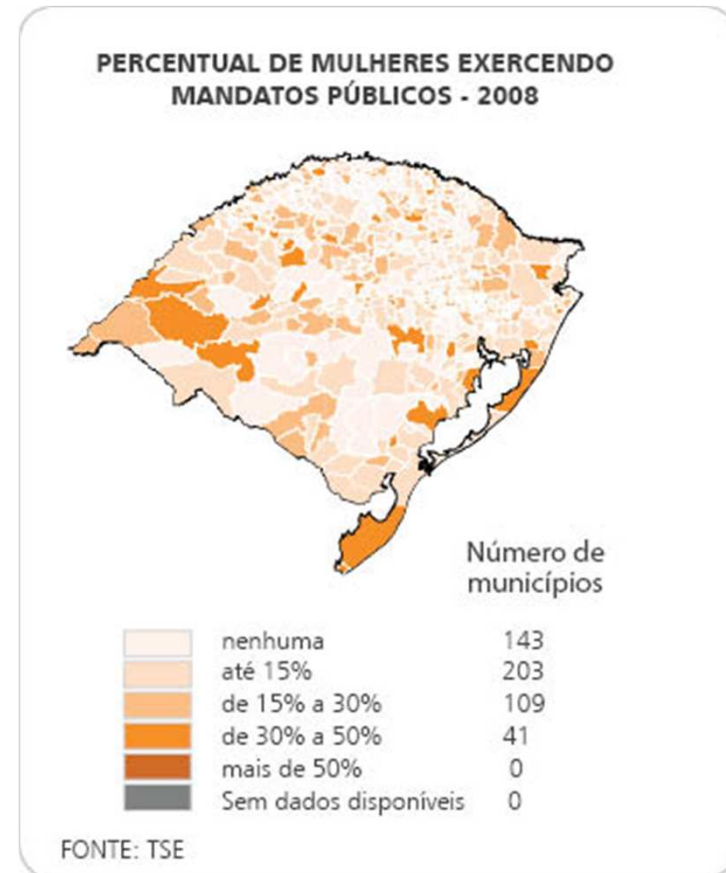 PERCENTUAL DE MULHERES EXERCENDO
MANDATOS PÚBLICOS - 2008
Número de
municípios
nenhuma 143
até 15% 203
de 15% a 30% 109
de 30% a 50% 41
mais de 50% 0
Sem dados disponíveis 0
FONTE: TSE